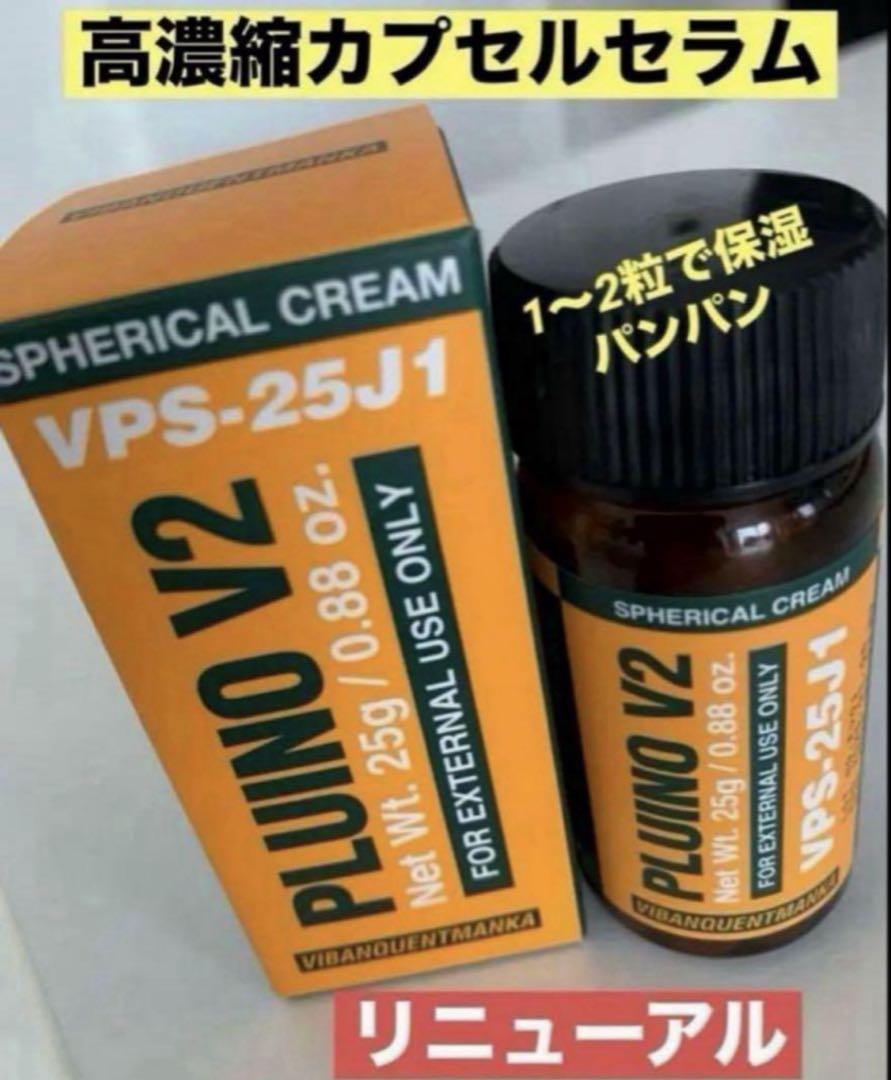 高濃縮カプセルセラム
VIBANQUENTMANKA
SPHERICAL CREAM
VPS-25J1
PLUINO V2
Net Wt. 25g / 0.88 oz.
FOR EXTERNAL USE ONLY
VIBANQUENTMANKA
1〜2粒で保湿
パンパン
SPHERICAL CREAM
PLUINO V2
Net Wt. 25g / 0.88 oz.
FOR EXTERNAL USE ONLY
VPS-25J1
VIBANQUENTMANKA
リニューアル